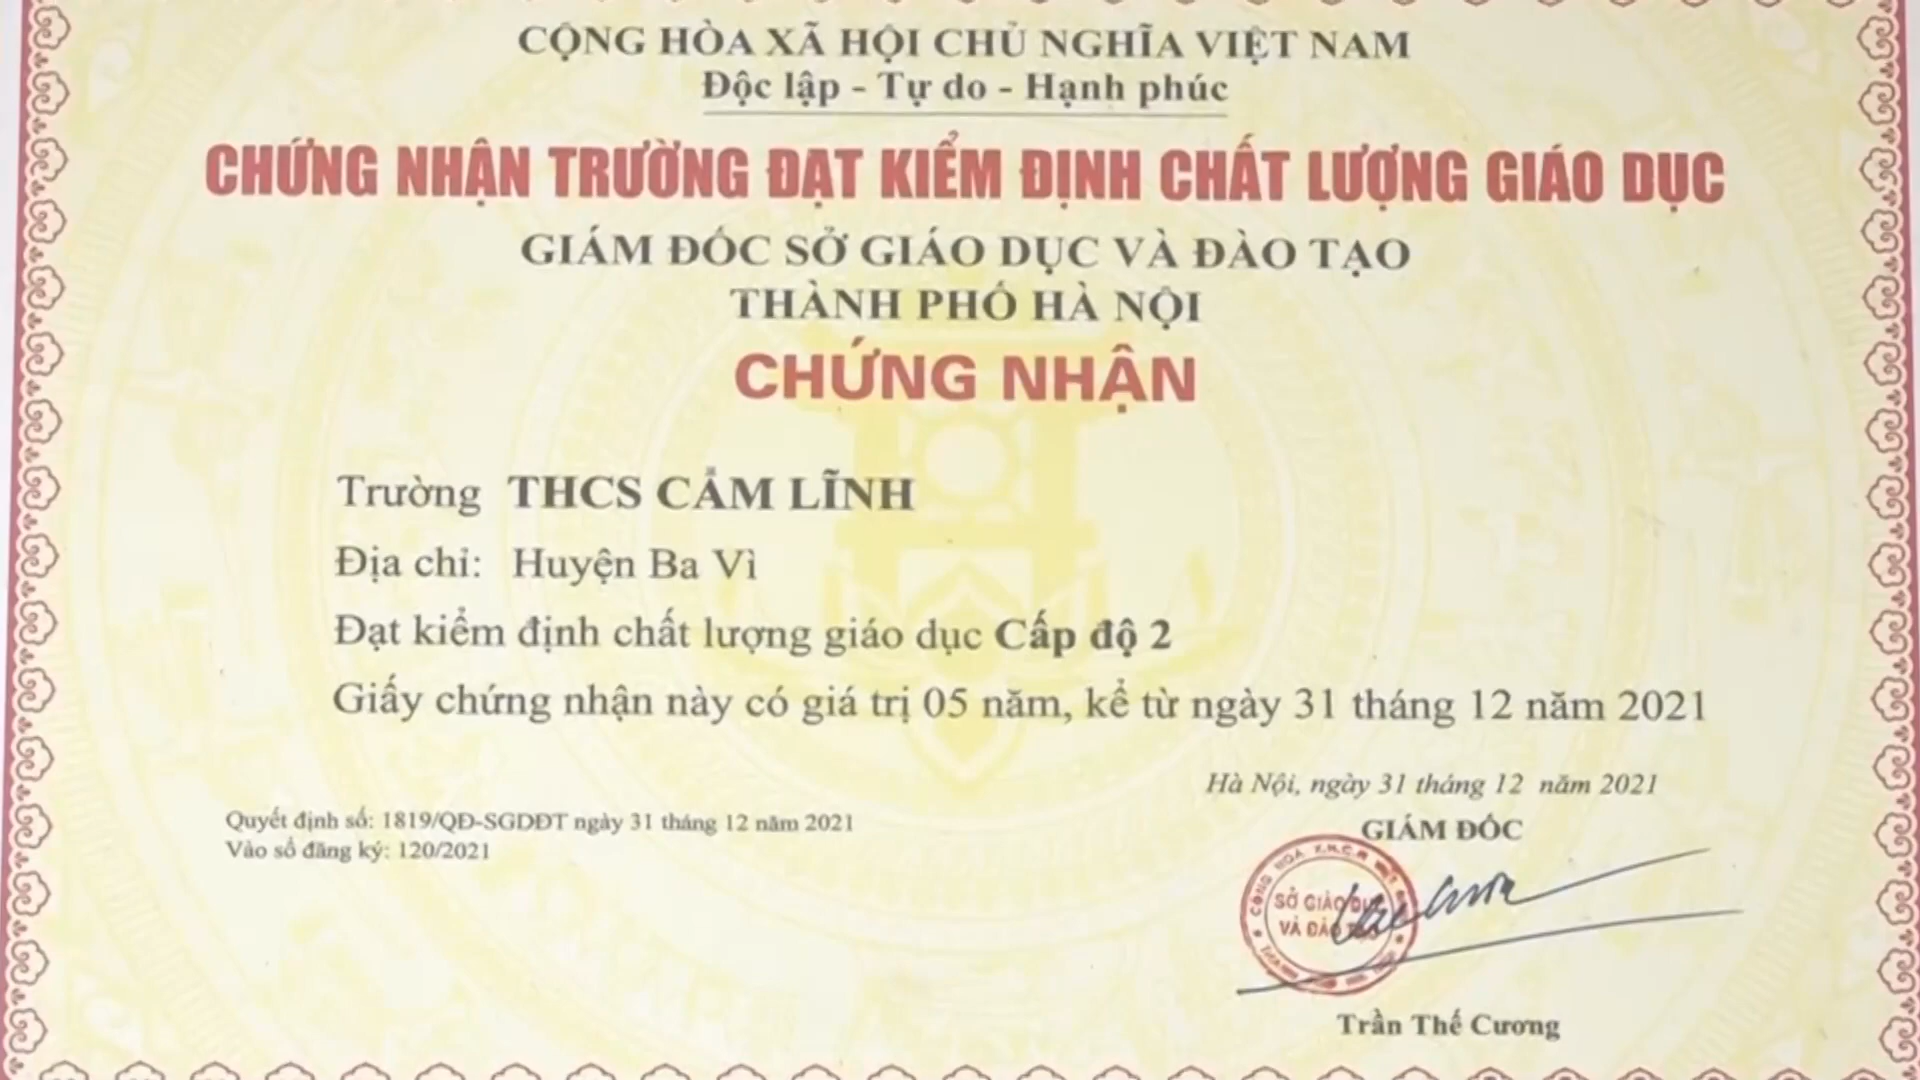 CỘNG HÒA XÃ HỘI CHỦ NGHĨA VIỆT NAM
Độc lập - Tự do - Hạnh phúc
CHỨNG NHẬN TRƯỜNG ĐẠT KIỂM ĐỊNH CHẤT LƯỢNG GIÁO DỤC
GIÁM ĐỐC SỞ GIÁO DỤC VÀ ĐÀO TẠO
THÀNH PHỐ HÀ NỘI
CHỨNG NHẬN
Trường THCS CẨM LĨNH
Địa chỉ: Huyện Ba Vì
Đạt kiểm định chất lượng giáo dục Cấp độ 2
Giấy chứng nhận này có giá trị 05 năm, kể từ ngày 31 tháng 12 năm 2021
Hà Nội, ngày 31 tháng 12 năm 2021
Quyết định số: 1819/QĐ-SGDĐT ngày 31 tháng 12 năm 2021
Vào sổ đăng ký: 120/2021
GIÁM ĐỐC
SỞ GIÁO DỤC
VÀ ĐÀO TẠO
Trần Thế Cương